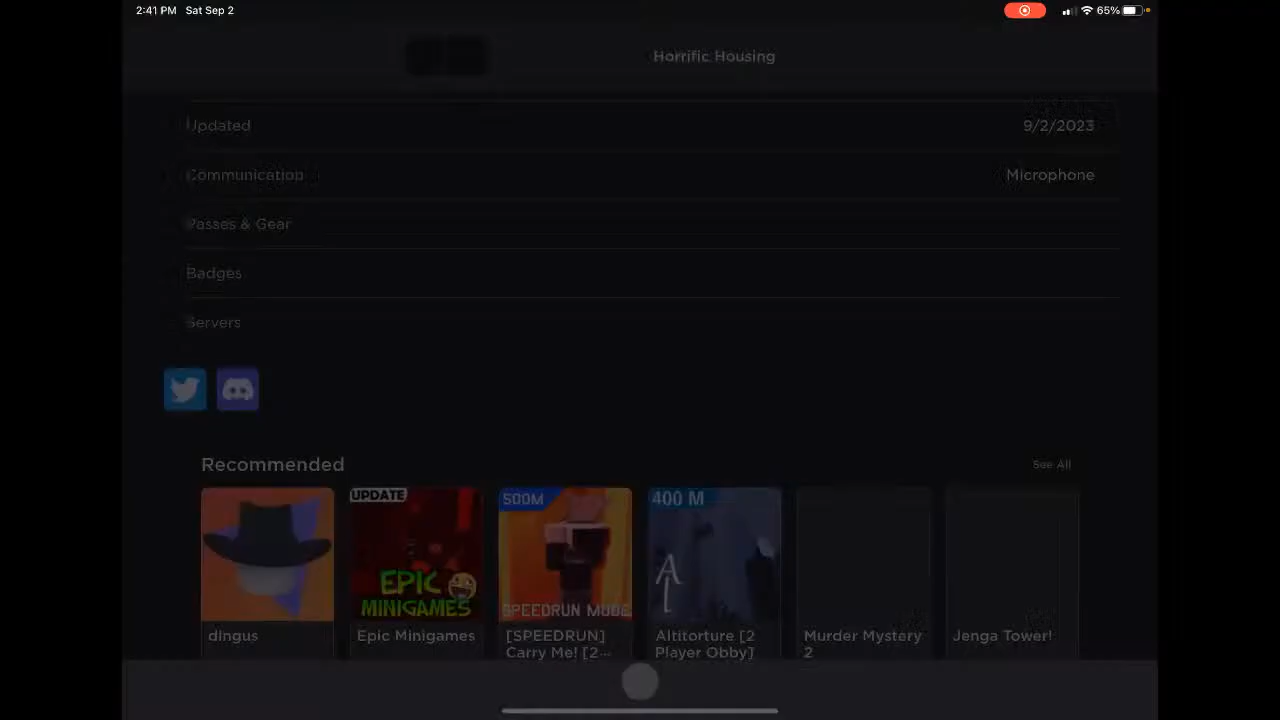 2:41 PM Sat Sep 2 65%
Horrific Housing
Updated 9/2/2023
Communication Microphone
Passes & Gear
Badges
Servers
Recommended See All
UPDATE
EPIC
MINIGAMES
500M
SPEEDRUN MODE
400 M
A
dingus
Epic Minigames
[SPEEDRUN]
Carry Me! [2...
Altitorture [2
Player Obby]
Murder Mystery
2
Jenga Tower!